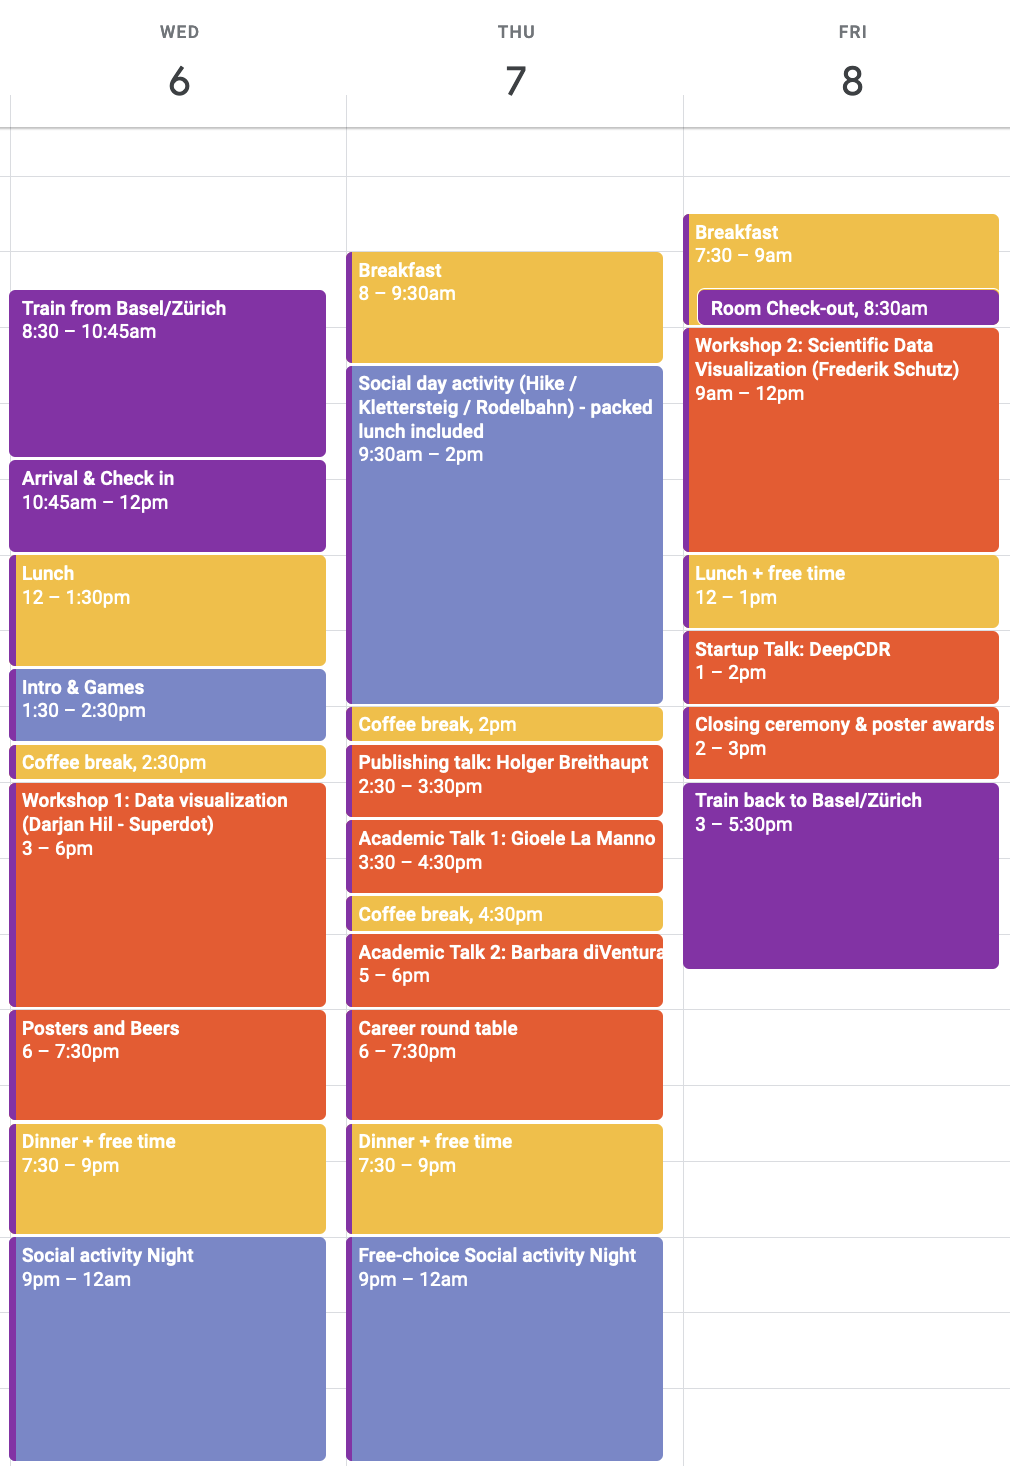 WED
6
Train from Basel/Zürich
8:30 – 10:45am
Arrival & Check in
10:45am – 12pm
Lunch
12 – 1:30pm
Intro & Games
1:30 – 2:30pm
Coffee break, 2:30pm
Workshop 1: Data visualization
(Darjan Hil - Superdot)
3 – 6pm
Posters and Beers
6 – 7:30pm
Dinner + free time
7:30 – 9pm
Social activity Night
9pm – 12am
THU
7
Breakfast
8 – 9:30am
Social day activity (Hike /
Klettersteig / Rodelbahn) - packed
lunch included
9:30am – 2pm
Coffee break, 2pm
Publishing talk: Holger Breithaupt
2:30 – 3:30pm
Academic Talk 1: Gioele La Manno
3:30 – 4:30pm
Coffee break, 4:30pm
Academic Talk 2: Barbara diVentura
5 – 6pm
Career round table
6 – 7:30pm
Dinner + free time
7:30 – 9pm
Free-choice Social activity Night
9pm – 12am
FRI
8
Breakfast
7:30 – 9am
Room Check-out, 8:30am
Workshop 2: Scientific Data
Visualization (Frederik Schutz)
9am – 12pm
Lunch + free time
12 – 1pm
Startup Talk: DeepCDR
1 – 2pm
Closing ceremony & poster awards
2 – 3pm
Train back to Basel/Zürich
3 – 5:30pm